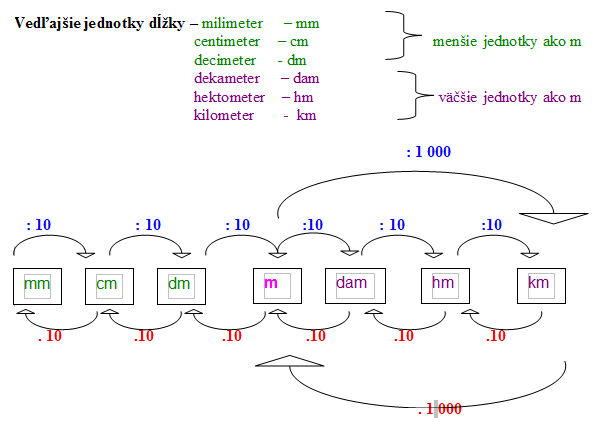 Vedľajšie jednotky dĺžky – milimeter – mm
centimeter – cm
decimeter - dm
menšie jednotky ako m
dekameter – dam
hektometer – hm
kilometer - km
väčšie jednotky ako m
: 1 000
: 10 : 10 : 10 :10 : 10 :10
mm cm dm m dam hm km
. 10 .10 .10 .10 .10 .10
. 1 000